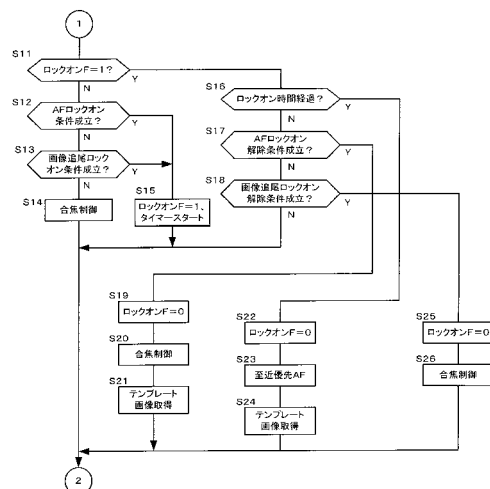 1
S11
ロックオンF=1?
Y
N
S16
ロックオン時間経過?
Y
N
S12
AFロックオン
条件成立?
Y
N
S17
AFロックオン
解除条件成立?
Y
N
S13
画像追尾ロック
オン条件成立?
Y
N
S18
画像追尾ロックオン
解除条件成立?
Y
N
S14
合焦制御
S15
ロックオンF=1、
タイマースタート
S19
ロックオンF=0
S20
合焦制御
S21
テンプレート
画像取得
S22
ロックオンF=0
S23
至近優先AF
S24
テンプレート
画像取得
S25
ロックオンF=0
S26
合焦制御
2